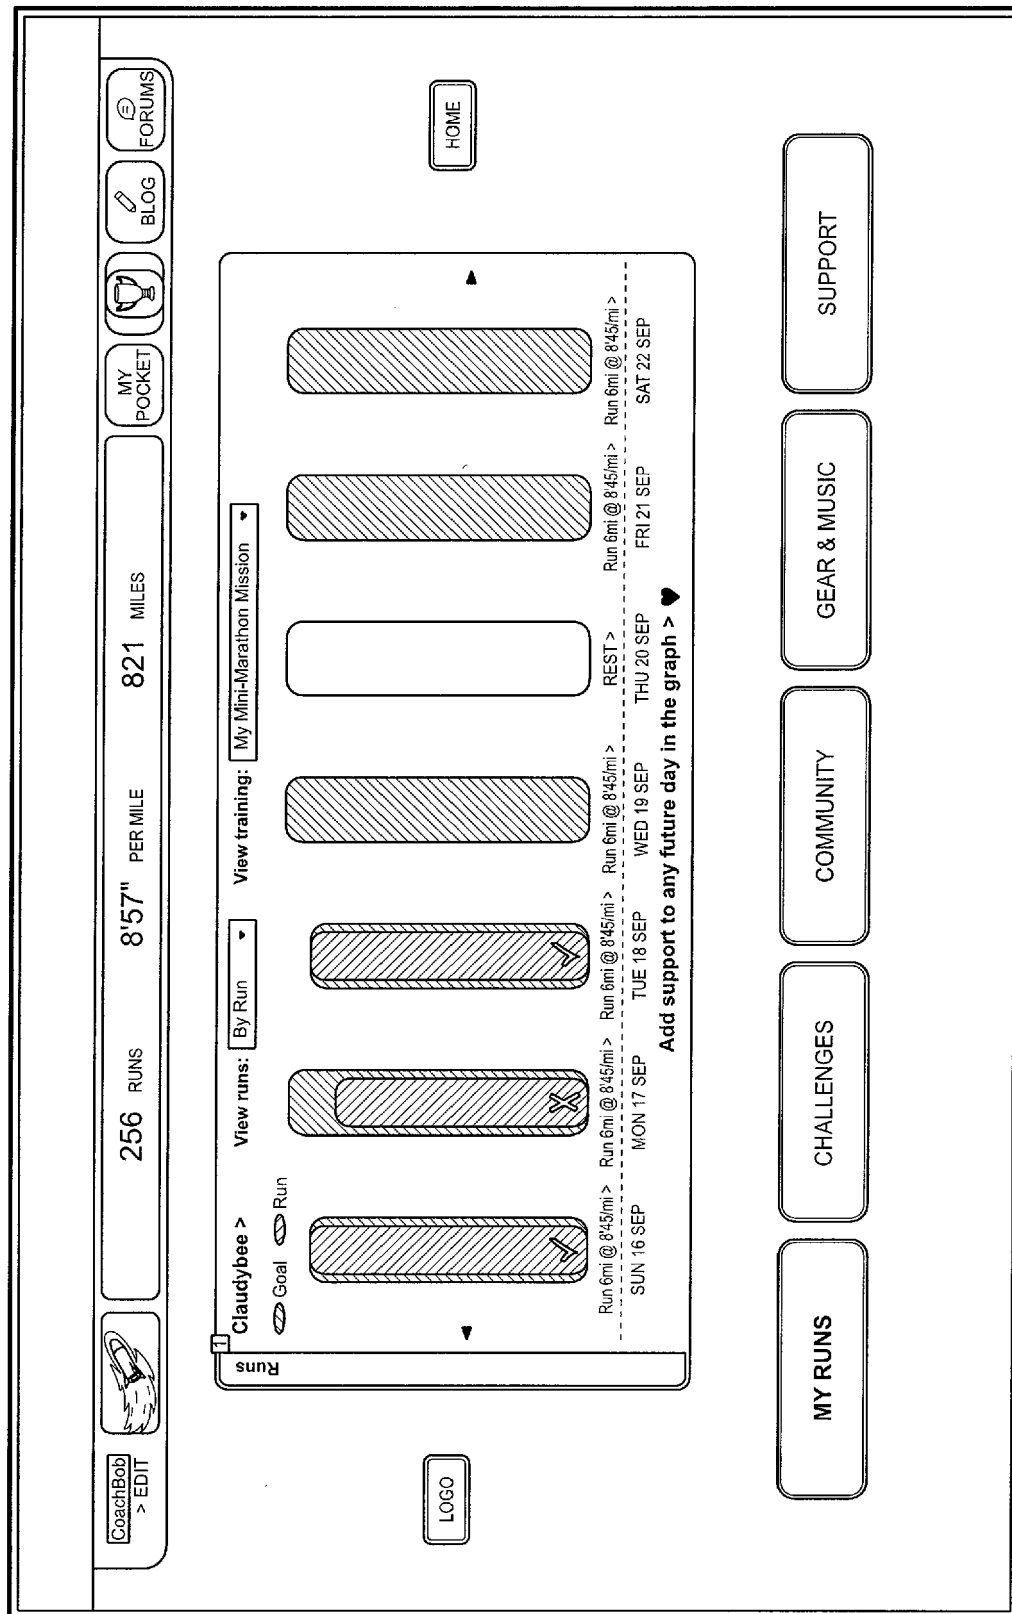 CoachBob
> EDIT
256 RUNS 8'57" PER MILE 821 MILES
MY
POCKET
BLOG
FORUMS
LOGO
HOME
1
Runs
Claudybee >
View runs: By Run
View training: My Mini-Marathon Mission
Goal Run
Run 6mi @ 8'45/mi > Run 6mi @ 8'45/mi > Run 6mi @ 8'45/mi > Run 6mi @ 8'45/mi > REST > Run 6mi @ 8'45/mi > Run 6mi @ 8'45/mi >
SUN 16 SEP MON 17 SEP TUE 18 SEP WED 19 SEP THU 20 SEP FRI 21 SEP SAT 22 SEP
Add support to any future day in the graph >
MY RUNS CHALLENGES COMMUNITY GEAR & MUSIC SUPPORT